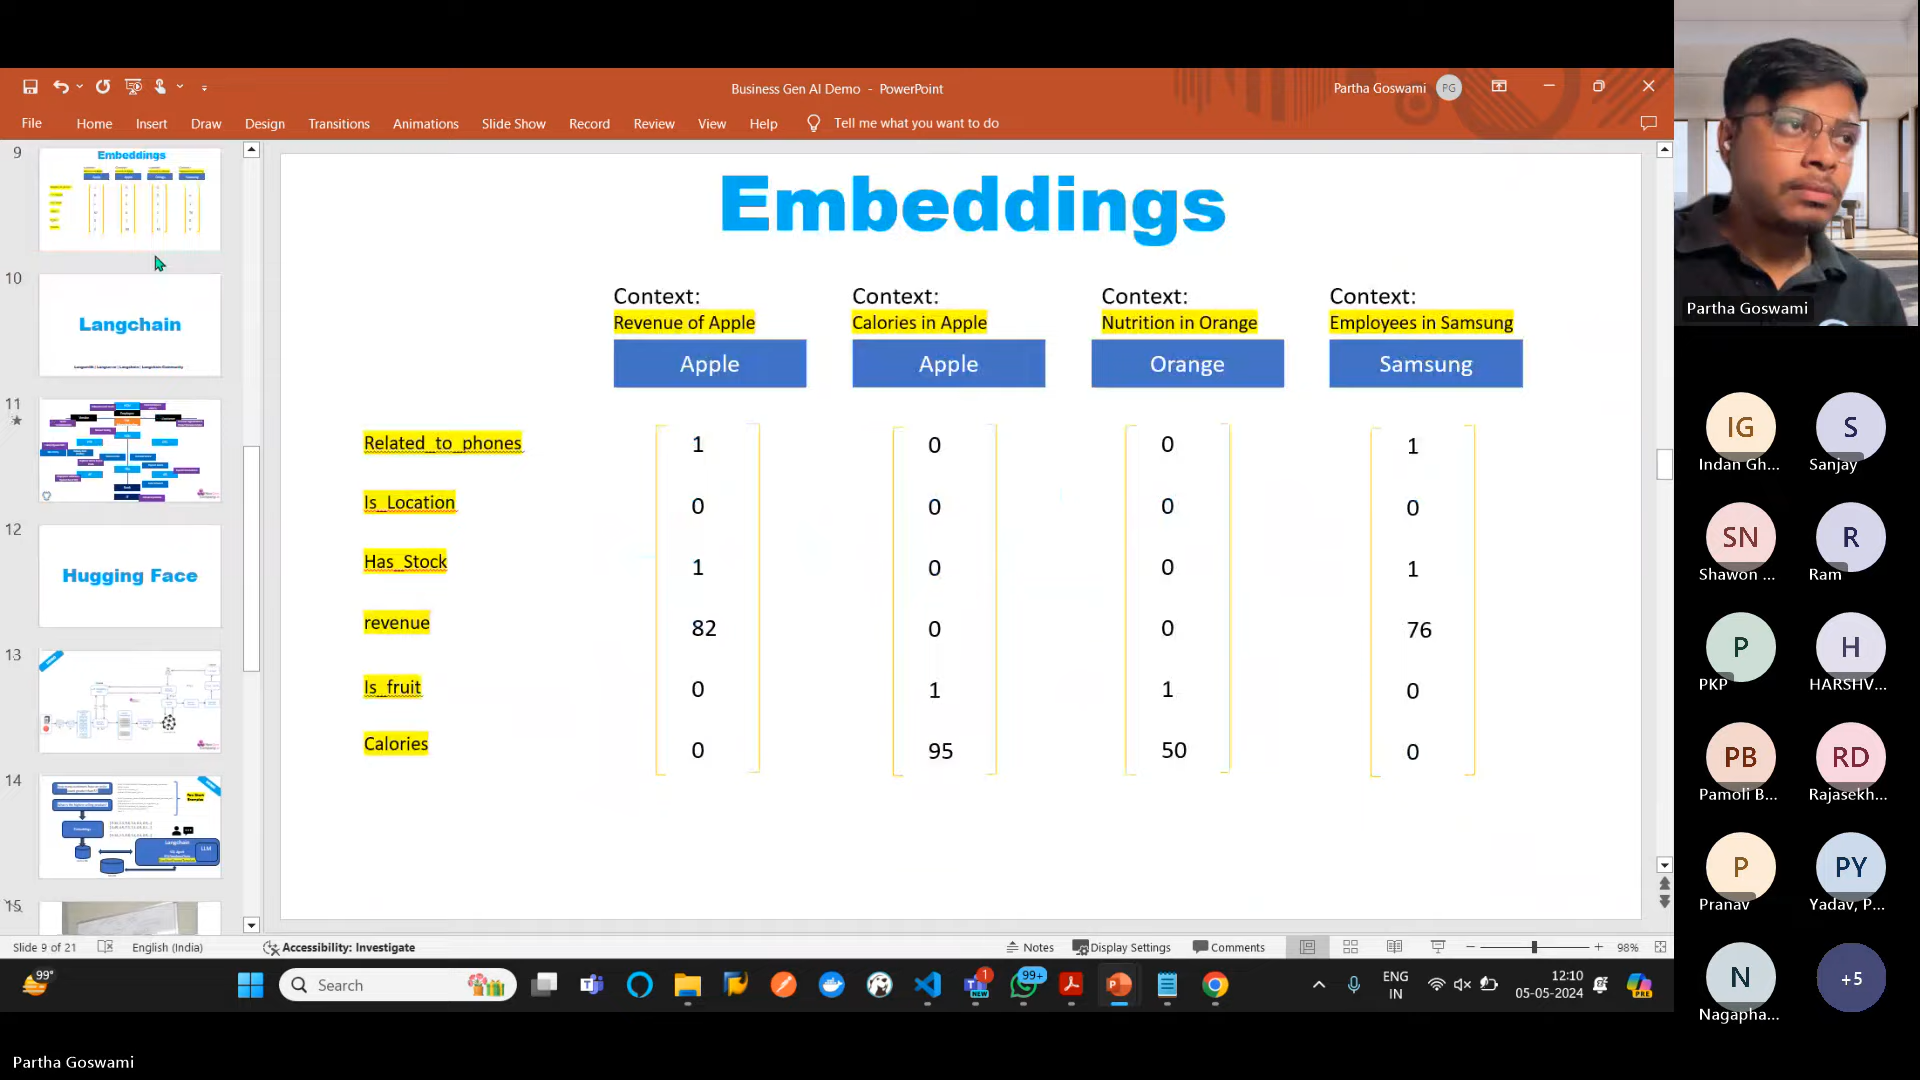 Business Gen AI Demo - PowerPoint
Partha Goswami
PG
File
Home
Insert
Draw
Design
Transitions
Animations
Slide Show
Record
Review
View
Help
Tell me what you want to do
9
Embeddings
10
Langchain
11
12
Hugging Face
13
14
15
Embeddings
Context:
Revenue of Apple
Apple
Context:
Calories in Apple
Apple
Context:
Nutrition in Orange
Orange
Context:
Employees in Samsung
Samsung
Related_to_phones 1 0 0 1
Is_Location 0 0 0 0
Has_Stock 1 0 0 1
revenue 82 0 0 76
Is_fruit 0 1 1 0
Calories 0 95 50 0
Slide 9 of 21
English (India)
Accessibility: Investigate
Notes
Display Settings
Comments
98%
99°
Search
1
NEW
99+
ENG
IN
12:10
05-05-2024
PRE
Partha Goswami
IG
Indan Gh...
S
Sanjay
SN
Shawon ...
R
Ram
P
PKP
H
HARSHV...
PB
Pamoli B...
RD
Rajasekh...
P
Pranav
PY
Yadav, P...
N
Nagapha...
+5
Partha Goswami